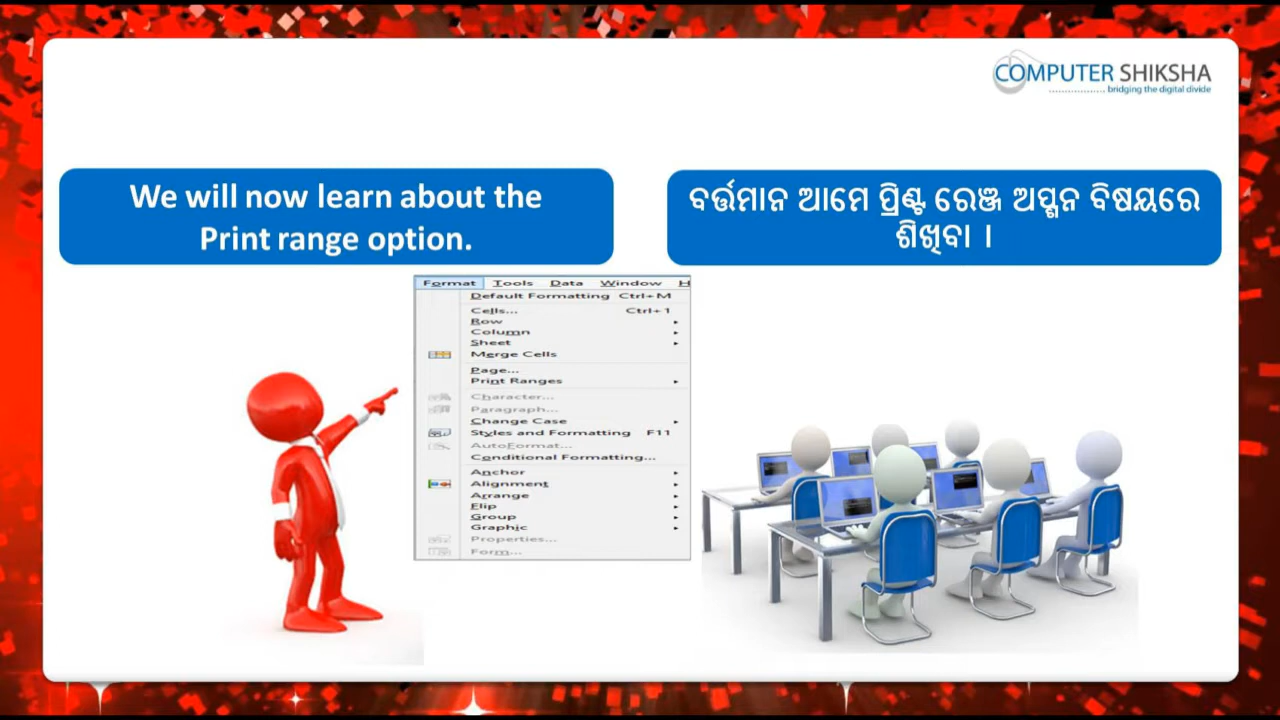 COMPUTER SHIKSHA
bridging the digital divide
We will now learn about the
Print range option.
ବର୍ତ୍ତମାନ ଆମେ ପ୍ରିଣ୍ଟ ରେଞ୍ଜ ଅପ୍ସନ ବିଷୟରେ
ଶିଖିବା ।
Format Tools Data Window H
Default Formatting Ctrl+M
Cells... Ctrl+1
Row
Column
Sheet
Merge Cells
Page...
Print Ranges
Character...
Paragraph...
Change Case
Styles and Formatting F11
AutoFormat...
Conditional Formatting...
Anchor
Alignment
Arrange
Flip
Group
Graphic
Properties...
Form...